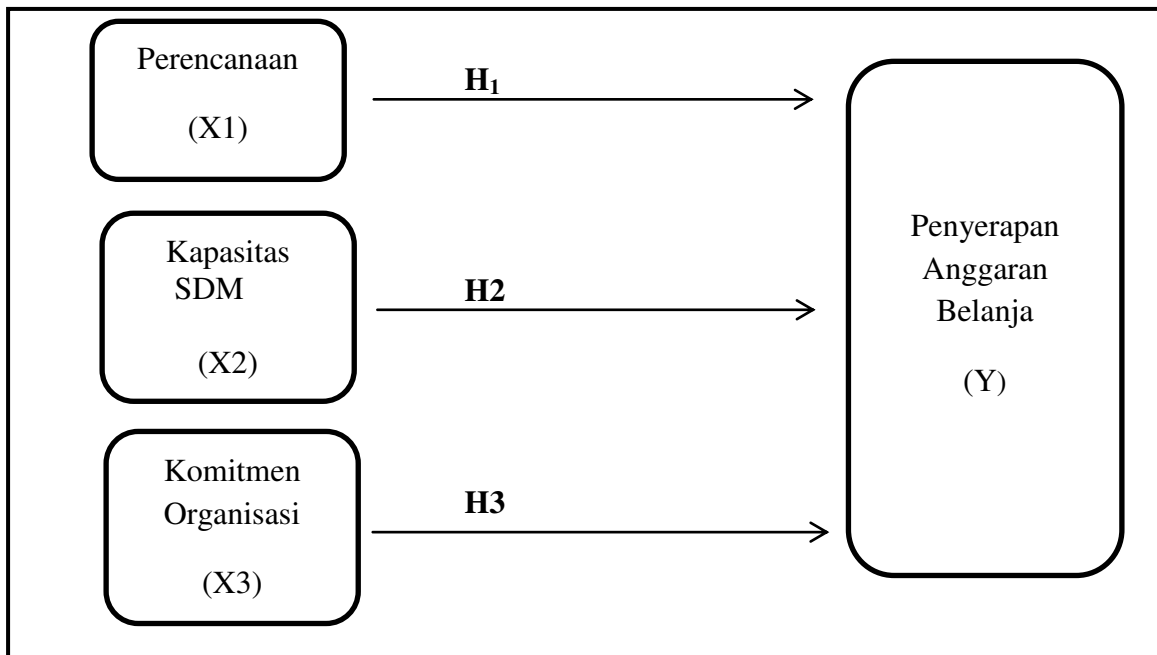 Perencanaan
(X1)
H₁
Kapasitas
SDM
(X2)
H2
Komitmen
Organisasi
(X3)
H3
Penyerapan
Anggaran
Belanja
(Y)